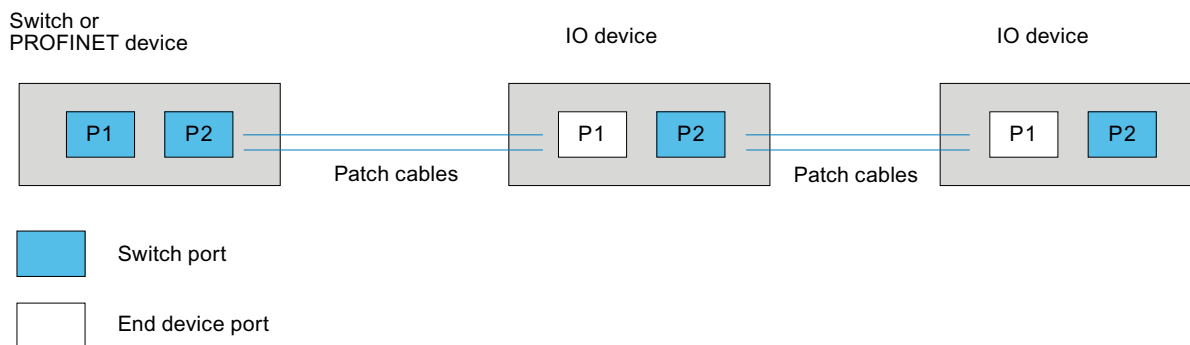 Switch or
PROFINET device
IO device
IO device
P1
P2
P1
P2
P1
P2
Patch cables
Patch cables
Switch port
End device port